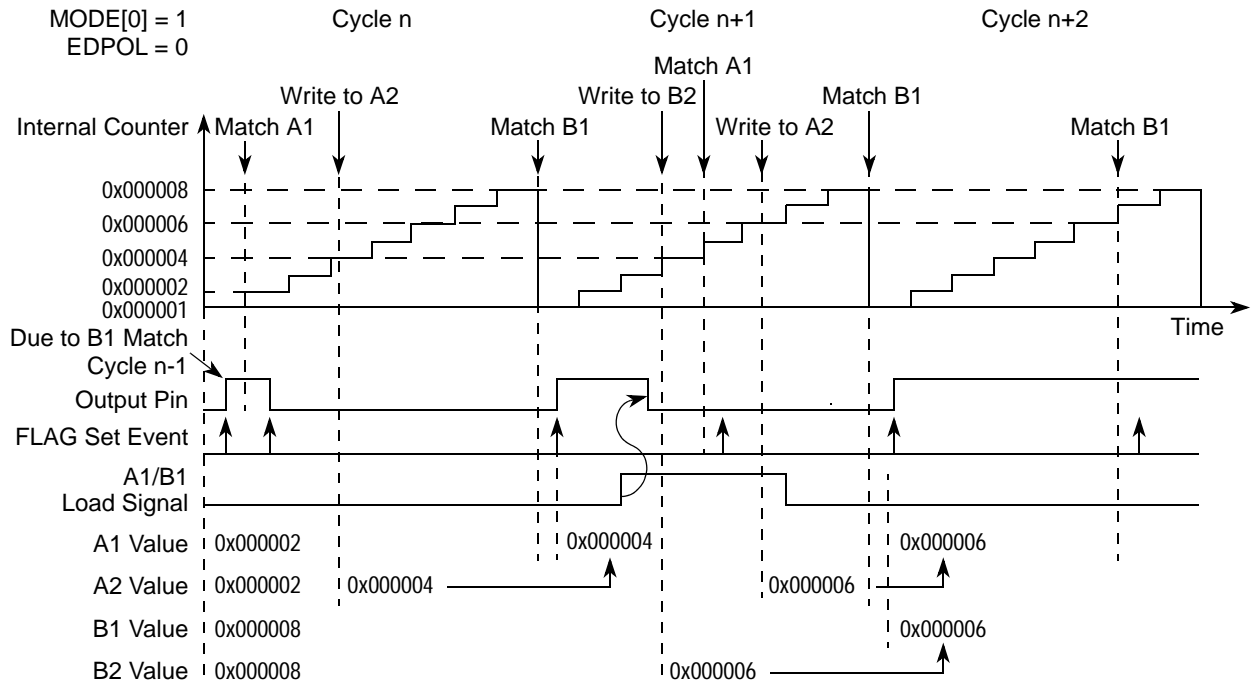 MODE[0] = 1 Cycle n Cycle n+1 Cycle n+2
EDPOL = 0
Match A1
Write to A2 Write to B2 Match B1
Internal Counter Match A1 Match B1 Write to A2 Match B1
0x000008
0x000006
0x000004
0x000002
0x000001
Time
Due to B1 Match
Cycle n-1
Output Pin
FLAG Set Event
A1/B1
Load Signal
A1 Value 0x000002 0x000004 0x000006
A2 Value 0x000002 0x000004 0x000006
B1 Value 0x000008 0x000006
B2 Value 0x000008 0x000006